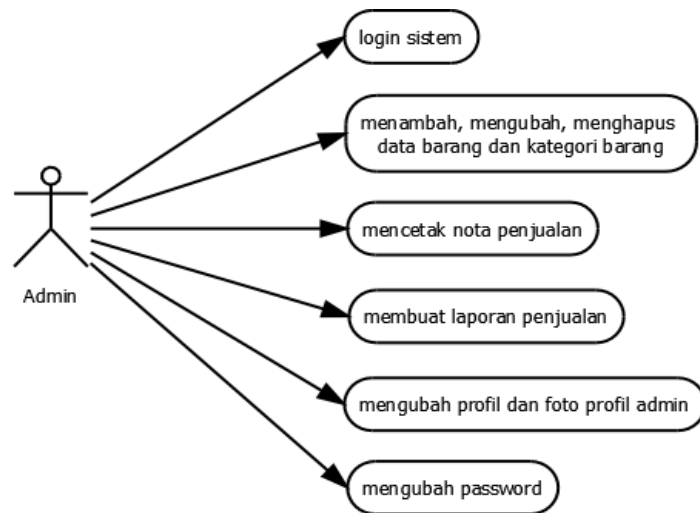 login sistem
menambah, mengubah, menghapus
data barang dan kategori barang
mencetak nota penjualan
Admin
membuat laporan penjualan
mengubah profil dan foto profil admin
mengubah password